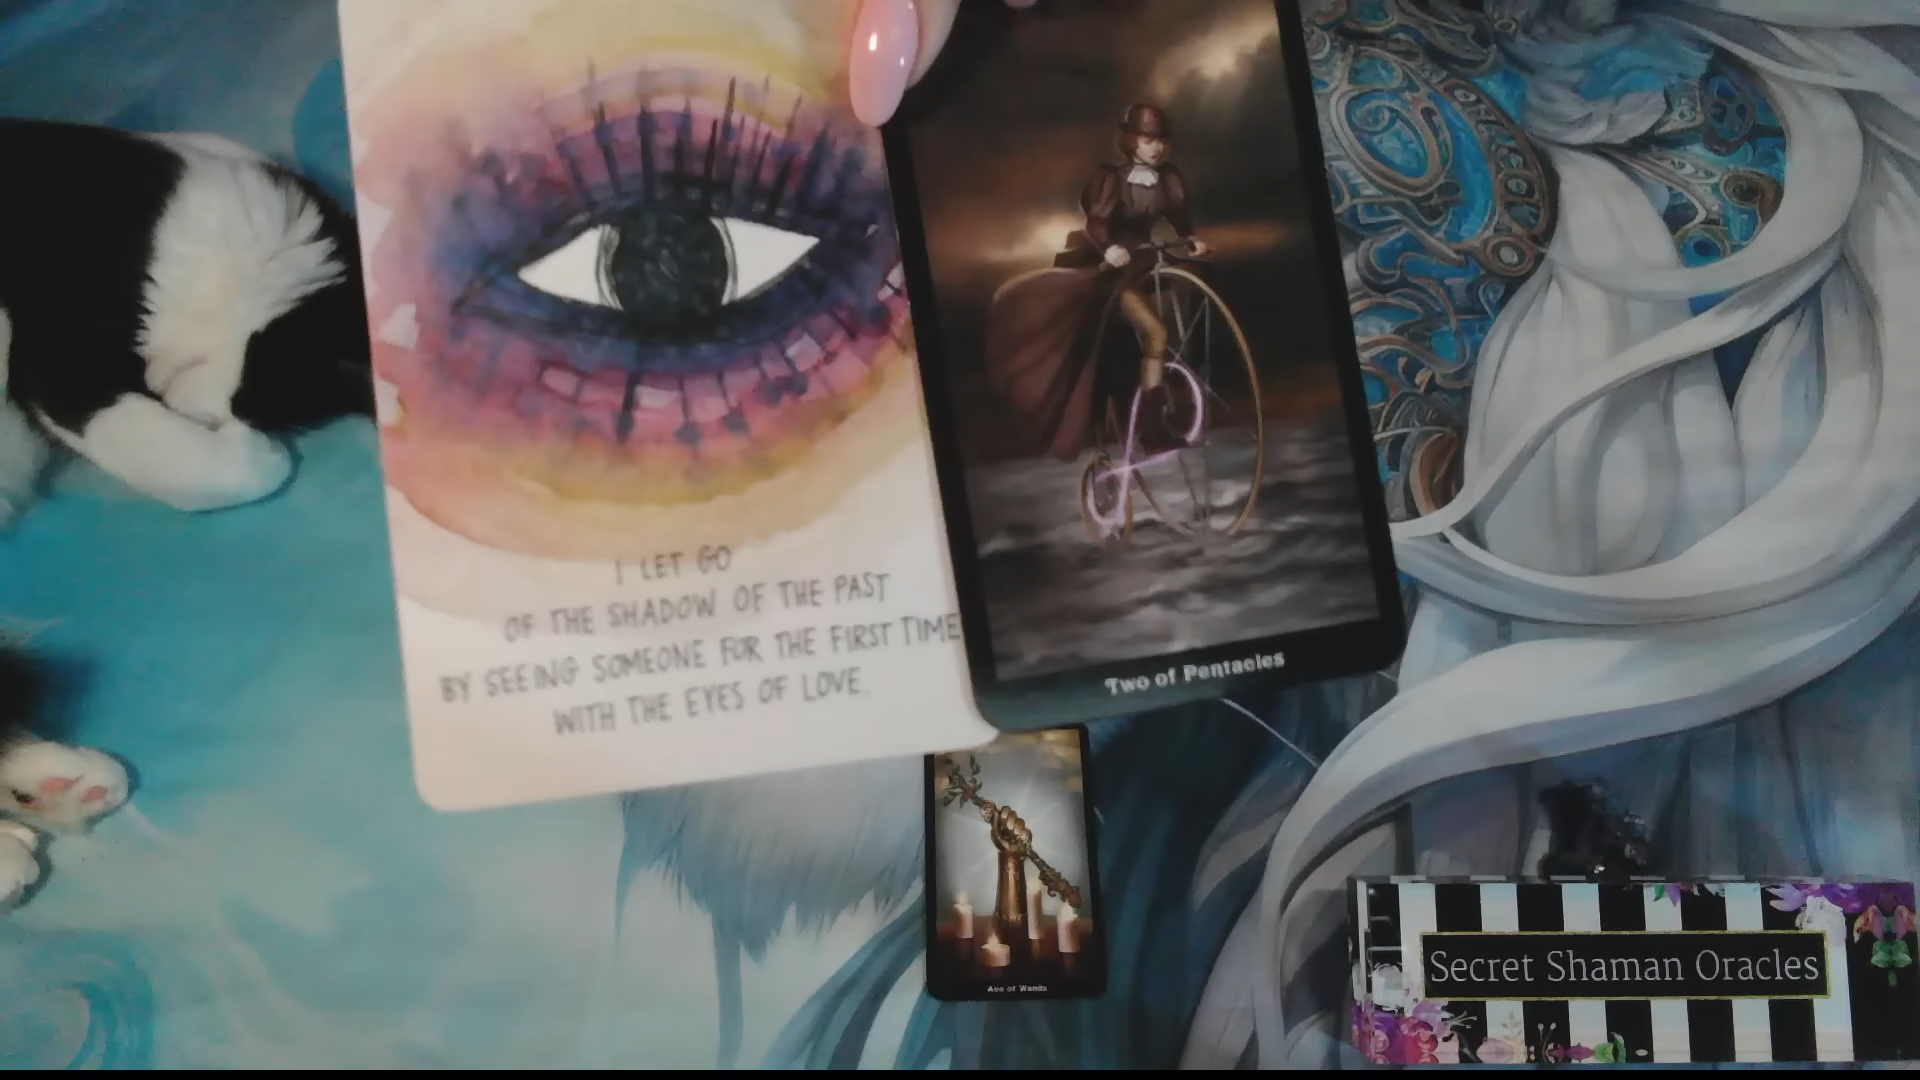 I LET GO
OF THE SHADOW OF THE PAST
BY SEEING SOMEONE FOR THE FIRST TIME
WITH THE EYES OF LOVE.
Two of Pentacles
Ace of Wands
Secret Shaman Oracles